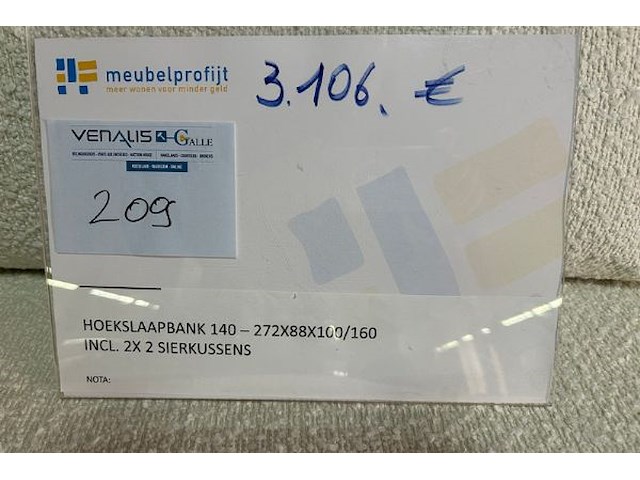 meubelprofijt
meer wonen voor minder geld
3.106. €
VENALIS GALLE
209
HOEKSLAAPBANK 140 – 272X88X100/160
INCL. 2X 2 SIERKUSSENS
NOTA: